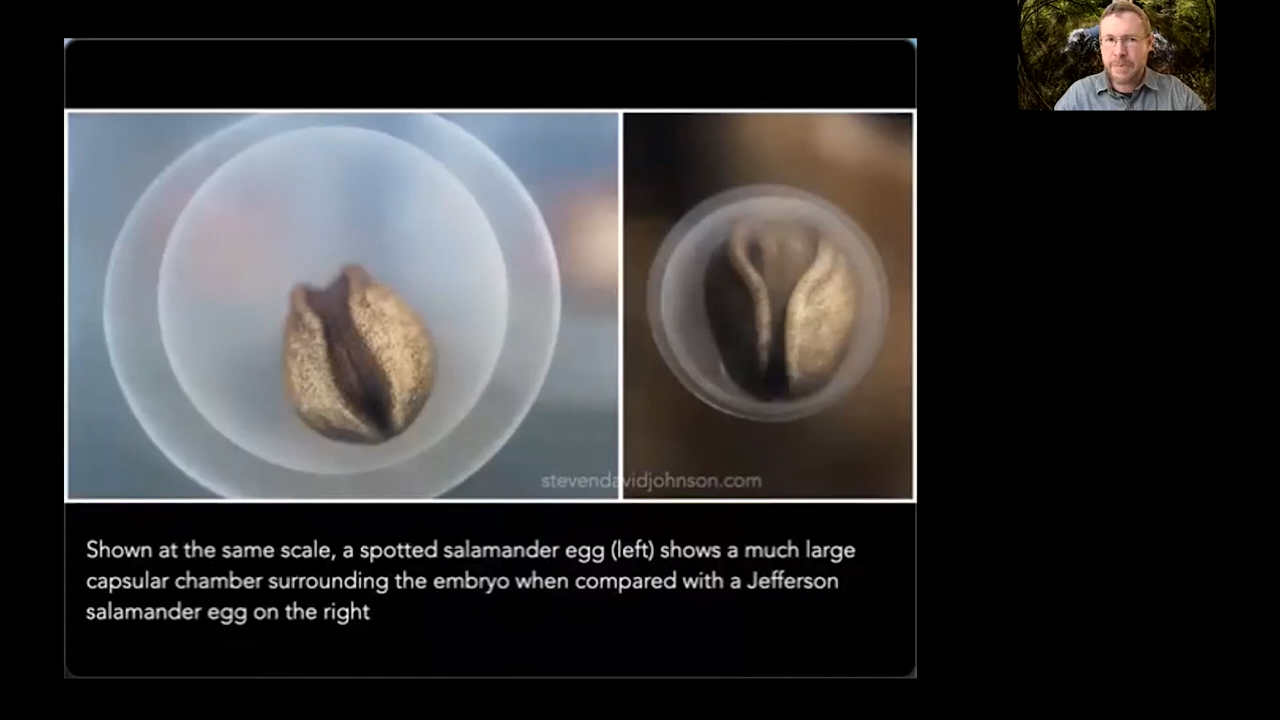 stevendavidjohnson.com
Shown at the same scale, a spotted salamander egg (left) shows a much large
capsular chamber surrounding the embryo when compared with a Jefferson
salamander egg on the right